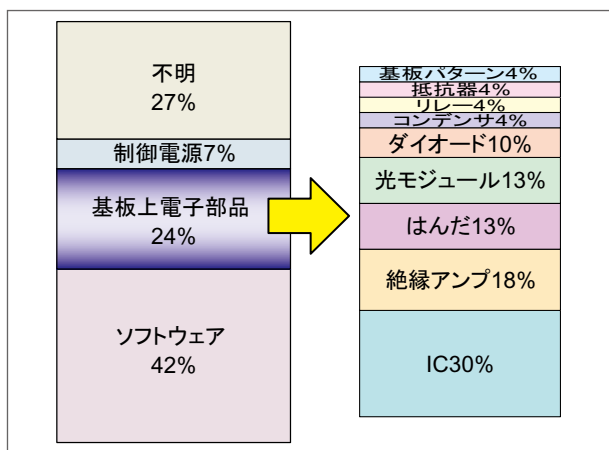 不明
27%
制御電源7%
基板上電子部品
24%
ソフトウェア
42%
基板パターン4%
抵抗器4%
リレー4%
コンデンサ4%
ダイオード10%
光モジュール13%
はんだ13%
絶縁アンプ18%
IC30%